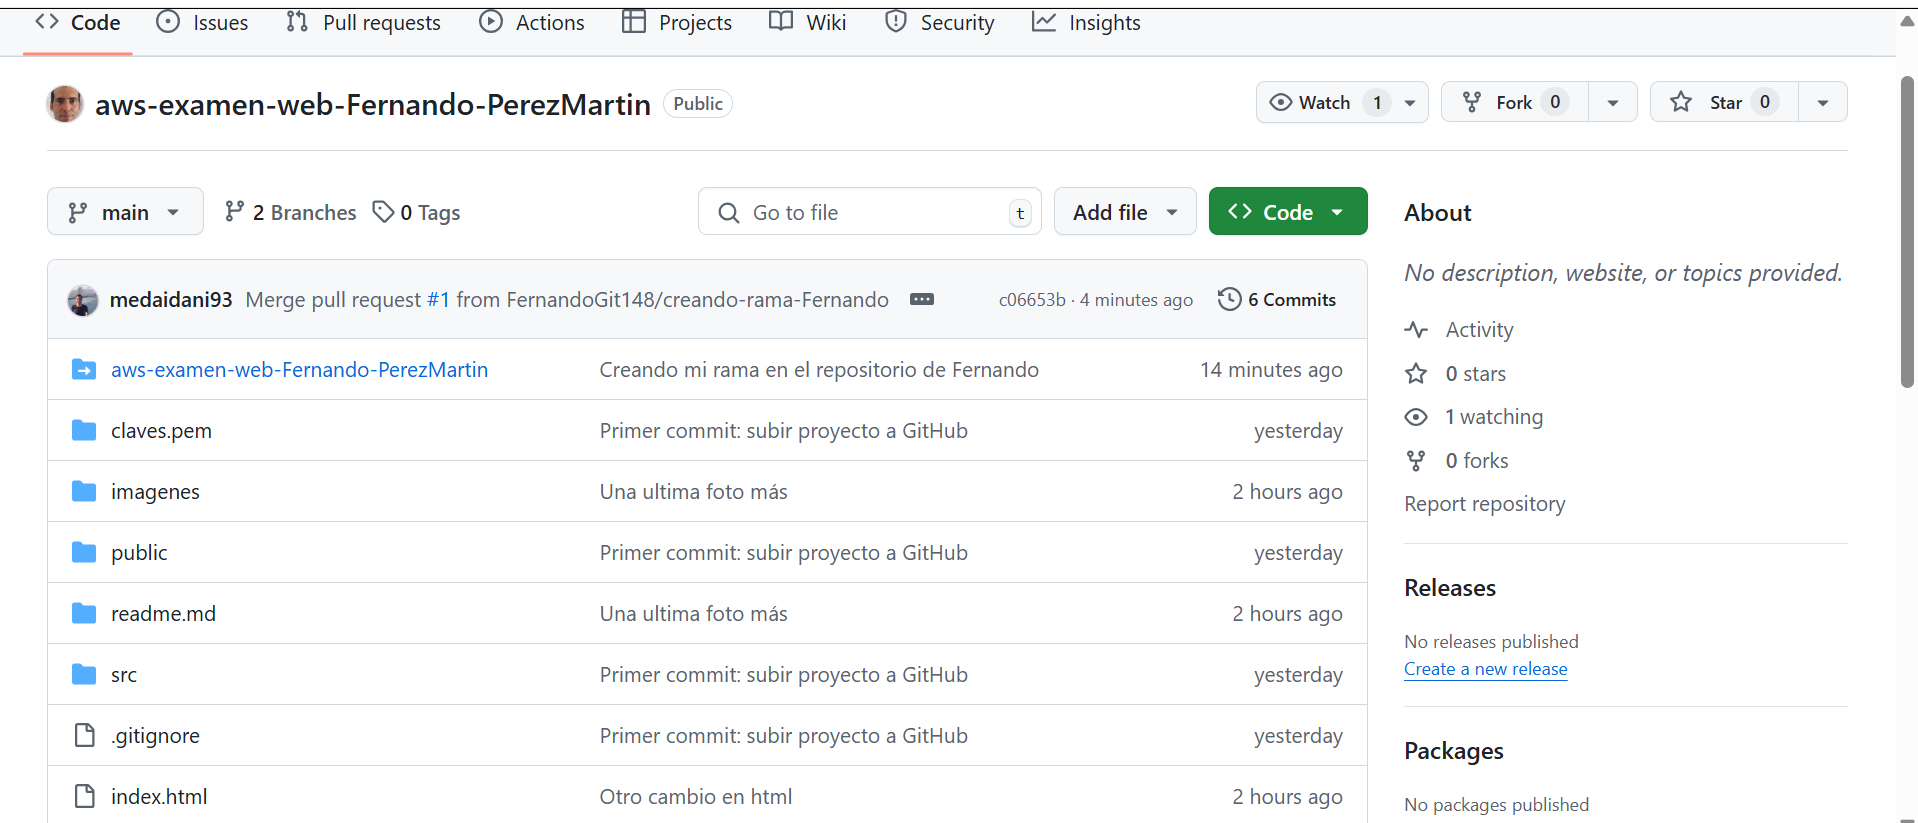 Code Issues Pull requests Actions Projects Wiki Security Insights
aws-examen-web-Fernando-PerezMartin Public Watch 1 Fork 0 Star 0
main 2 Branches 0 Tags Go to file t Add file Code
About
No description, website, or topics provided.
medaidani93 Merge pull request #1 from FernandoGit148/creando-rama-Fernando c06653b · 4 minutes ago 6 Commits
Activity
aws-examen-web-Fernando-PerezMartin Creando mi rama en el repositorio de Fernando 14 minutes ago
0 stars
claves.pem Primer commit: subir proyecto a GitHub yesterday
1 watching
0 forks
imagenes Una ultima foto más 2 hours ago
Report repository
public Primer commit: subir proyecto a GitHub yesterday
Releases
readme.md Una ultima foto más 2 hours ago
No releases published
Create a new release
src Primer commit: subir proyecto a GitHub yesterday
.gitignore Primer commit: subir proyecto a GitHub yesterday
Packages
index.html Otro cambio en html 2 hours ago
No packages published